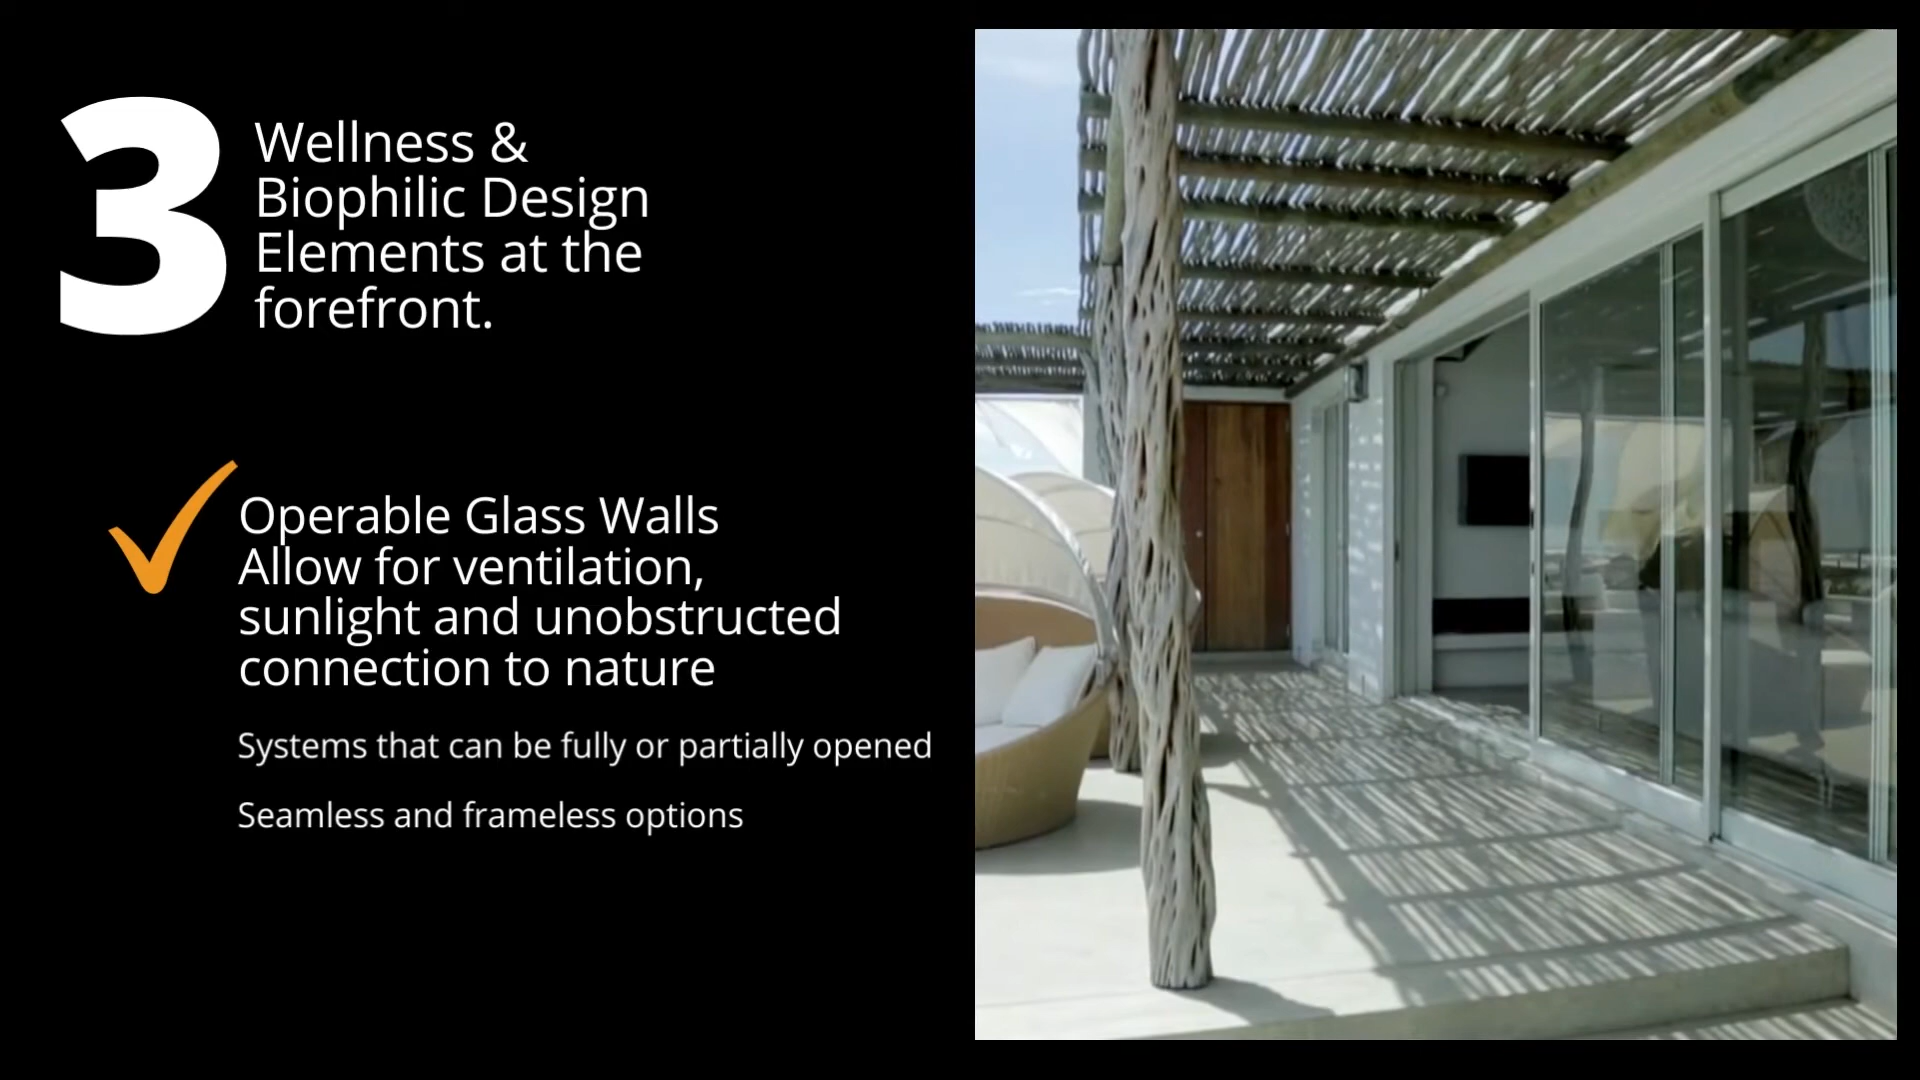 3
Wellness &
Biophilic Design
Elements at the
forefront.
Operable Glass Walls
Allow for ventilation,
sunlight and unobstructed
connection to nature
Systems that can be fully or partially opened
Seamless and frameless options